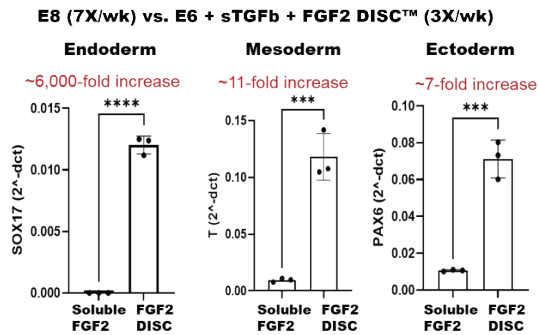 E8 (7X/wk) vs. E6 + sTGFb + FGF2 DISC™ (3X/wk)
Endoderm
~6,000-fold increase
****
SOX17 (2^-dct)
0.015
0.010
0.005
0.000
Soluble FGF2
FGF2 DISC
Mesoderm
~11-fold increase
***
T (2^-dct)
0.15
0.10
0.05
0.00
Soluble FGF2
FGF2 DISC
Ectoderm
~7-fold increase
***
PAX6 (2^-dct)
0.10
0.08
0.06
0.04
0.02
0.00
Soluble FGF2
FGF2 DISC